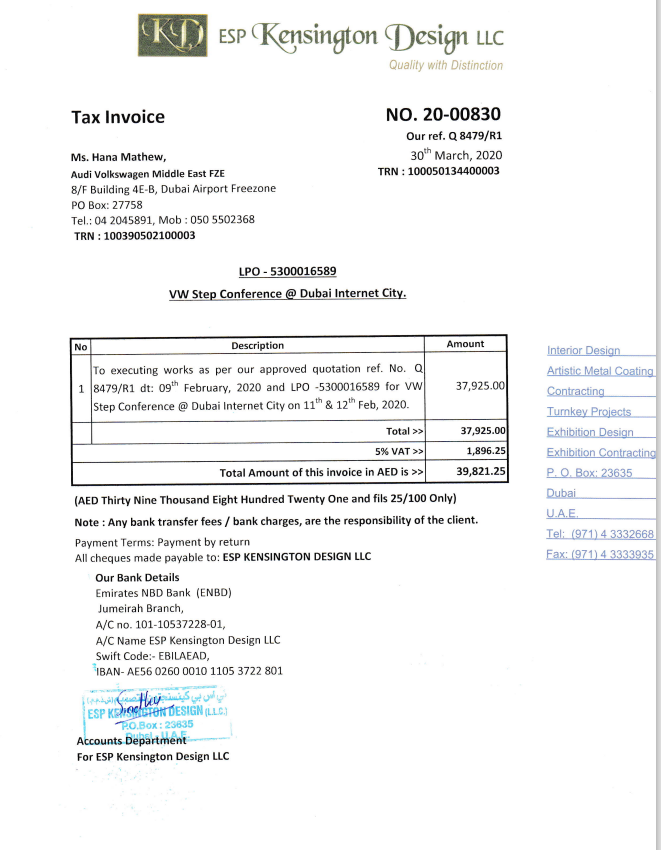 KD ESP Kensington Design LLC
Quality with Distinction
Tax Invoice
NO. 20-00830
Our ref. Q 8479/R1
30th March, 2020
TRN : 100050134400003
Ms. Hana Mathew,
Audi Volkswagen Middle East FZE
8/F Building 4E-B, Dubai Airport Freezone
PO Box: 27758
Tel.: 04 2045891, Mob : 050 5502368
TRN : 100390502100003
LPO - 5300016589
VW Step Conference @ Dubai Internet City.
No Description Amount
To executing works as per our approved quotation ref. No. Q
1 8479/R1 dt: 09th February, 2020 and LPO -5300016589 for VW 37,925.00
Step Conference @ Dubai Internet City on 11th & 12th Feb, 2020.
Total >> 37,925.00
5% VAT >> 1,896.25
Total Amount of this invoice in AED is >> 39,821.25
(AED Thirty Nine Thousand Eight Hundred Twenty One and fils 25/100 Only)
Note : Any bank transfer fees / bank charges, are the responsibility of the client.
Payment Terms: Payment by return
All cheques made payable to: ESP KENSINGTON DESIGN LLC
Our Bank Details
Emirates NBD Bank (ENBD)
Jumeirah Branch,
A/C no. 101-10537228-01,
A/C Name ESP Kensington Design LLC
Swift Code:- EBILAEAD,
IBAN- AE56 0260 0010 1105 3722 801
ESP KENSINGTON DESIGN (L.L.C.)
P.O.Box : 23635
Dubai - U.A.E.
Accounts Department
For ESP Kensington Design LLC
Interior Design
Artistic Metal Coating
Contracting
Turnkey Projects
Exhibition Design
Exhibition Contracting
P. O. Box: 23635
Dubai
U.A.E.
Tel: (971) 4 3332668
Fax: (971) 4 3333935